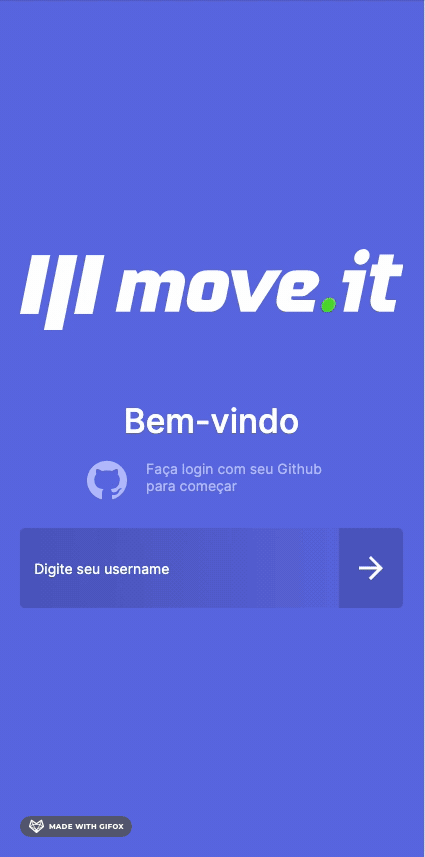 move.it
Bem-vindo
Faça login com seu Github
para começar
Digite seu username
MADE WITH GIFOX